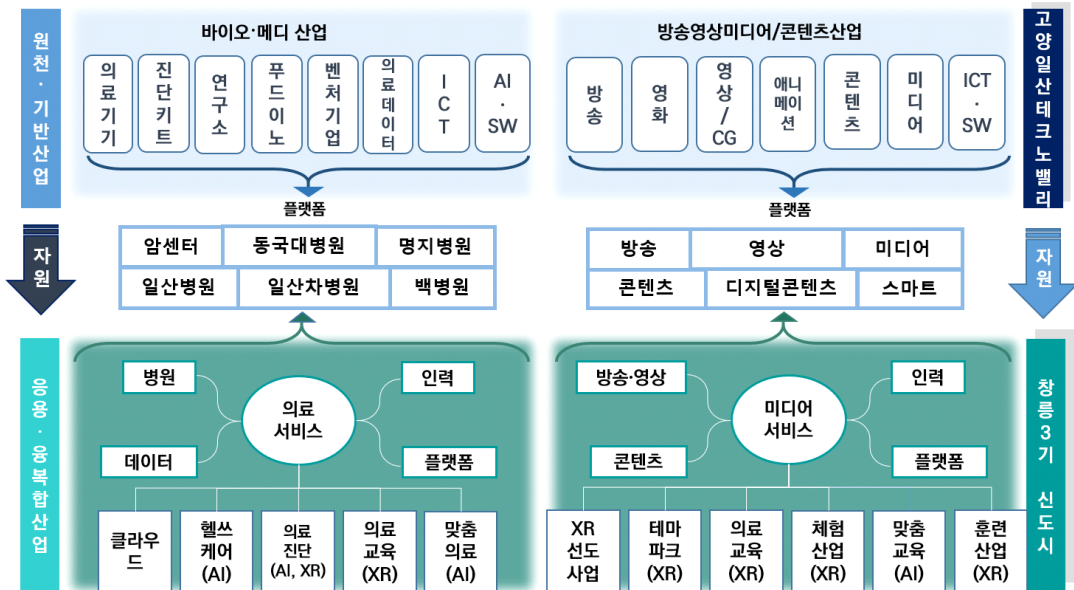 원천·기반산업
바이오·메디 산업
의료기기
진단키트
연구소
푸드이노
벤처기업
의료데이터
ICT
AI·SW
플랫폼
방송영상미디어/콘텐츠산업
방송
영화
영상/CG
애니
메이션
콘텐츠
미디어
ICT·SW
플랫폼
고양일산테크노밸리
자원
암센터
동국대병원
명지병원
일산병원
일산차병원
백병원
방송
영상
미디어
콘텐츠
디지털콘텐츠
스마트
자원
응용·융복합산업
병원
인력
의료
서비스
데이터
플랫폼
클라우
드
헬쓰
케어
(AI)
의료
진단
(AI, XR)
의료
교육
(XR)
맞춤
의료
(AI)
방송·영상
인력
미디어
서비스
콘텐츠
플랫폼
XR
선도
사업
테마
파크
(XR)
의료
교육
(XR)
체험
산업
(XR)
맞춤
교육
(AI)
훈련
산업
(XR)
창릉3기 신도시